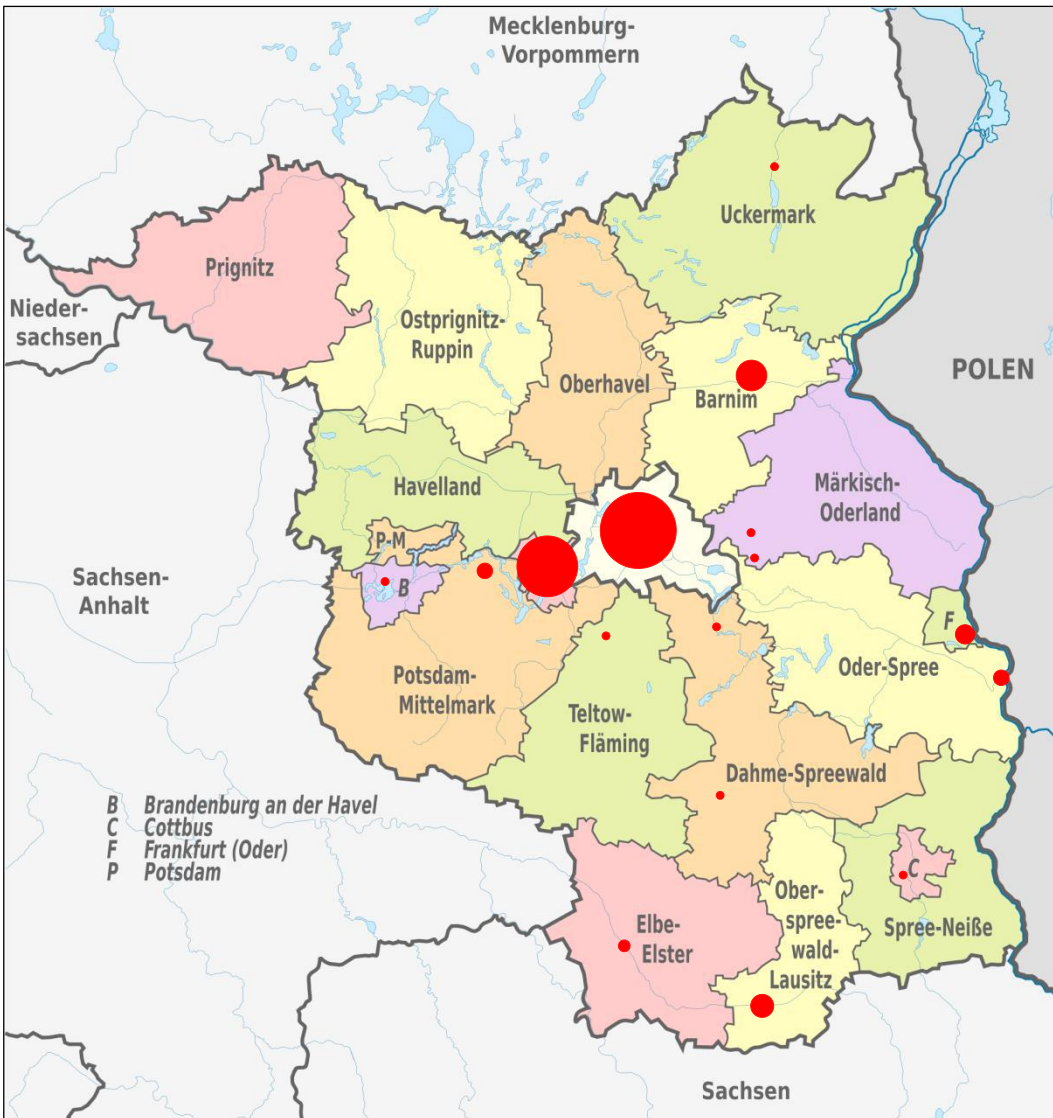 Mecklenburg-
Vorpommern
Uckermark
Prignitz
Nieder-
sachsen
Ostprignitz-
Ruppin
Oberhavel
Barnim
POLEN
Havelland
Märkisch-
Oderland
P-M
Sachsen-
Anhalt
B
F
Potsdam-
Mittelmark
Oder-Spree
Teltow-
Fläming
Dahme-Spreewald
B Brandenburg an der Havel
C Cottbus
F Frankfurt (Oder)
P Potsdam
C
Elbe-
Elster
Ober-
spree-
wald-
Lausitz
Spree-Neiße
Sachsen